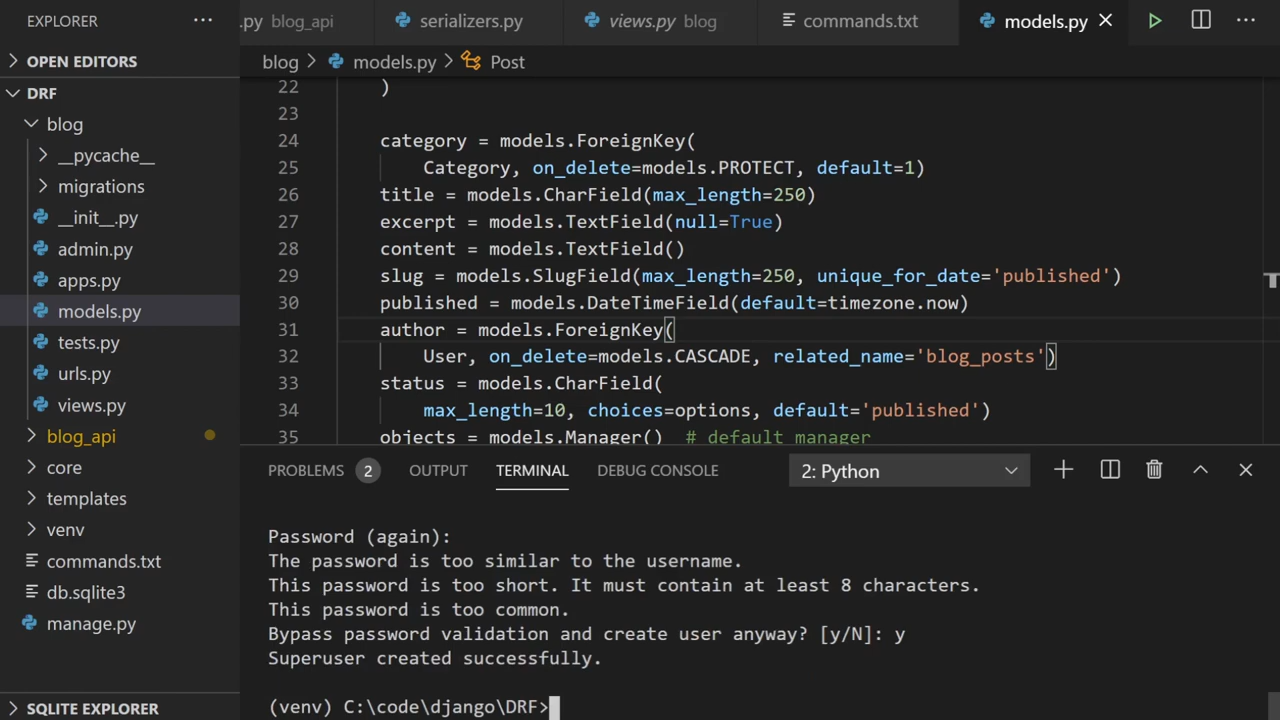 EXPLORER
.py blog_api
serializers.py
views.py blog
commands.txt
models.py
OPEN EDITORS
blog > models.py > Post
DRF
blog
__pycache__
migrations
__init__.py
admin.py
apps.py
models.py
tests.py
urls.py
views.py
blog_api
core
templates
venv
commands.txt
db.sqlite3
manage.py
SQLITE EXPLORER
22 )
23
24 category = models.ForeignKey(
25 Category, on_delete=models.PROTECT, default=1)
26 title = models.CharField(max_length=250)
27 excerpt = models.TextField(null=True)
28 content = models.TextField()
29 slug = models.SlugField(max_length=250, unique_for_date='published')
30 published = models.DateTimeField(default=timezone.now)
31 author = models.ForeignKey(
32 User, on_delete=models.CASCADE, related_name='blog_posts')
33 status = models.CharField(
34 max_length=10, choices=options, default='published')
35 objects = models.Manager() # default manager
PROBLEMS 2 OUTPUT TERMINAL DEBUG CONSOLE 2: Python
Password (again):
The password is too similar to the username.
This password is too short. It must contain at least 8 characters.
This password is too common.
Bypass password validation and create user anyway? [y/N]: y
Superuser created successfully.
(venv) C:\code\django\DRF>